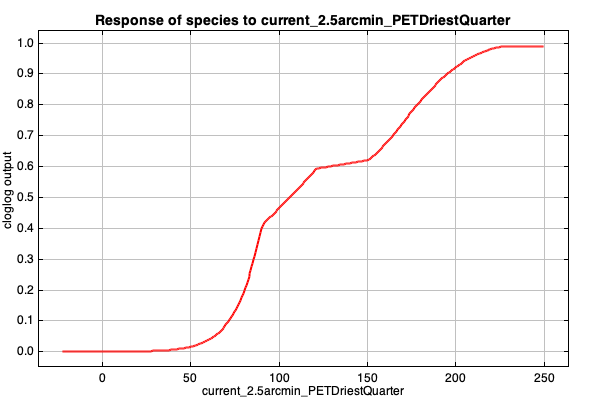 Response of species to current_2.5arcmin_PETDriestQuarter
1.0
0.9
0.8
0.7
0.6
0.5
0.4
0.3
0.2
0.1
0.0
cloglog output
0 50 100 150 200 250
current_2.5arcmin_PETDriestQuarter